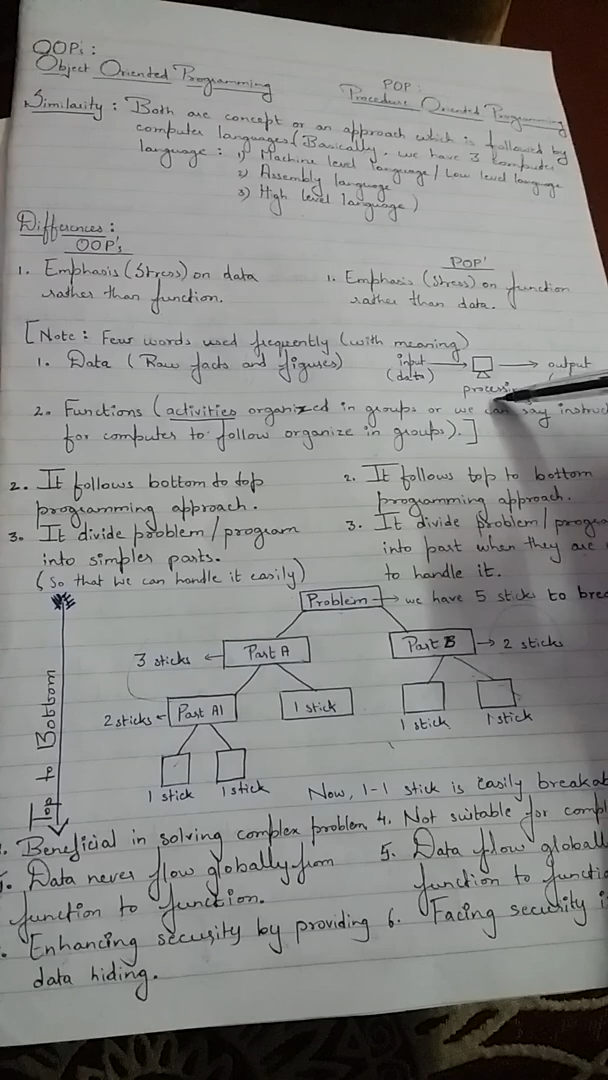 OOPs :
Object Oriented Programming
POP :
Procedure Oriented Programming
Similarity : Both are concept or an approach which is followed by
computer languages (Basically, we have 3 computer
language : 1) Machine level language / Low level language
2) Assembly language
3) High level language)
Differences :
OOP's
POP'
1. Emphasis (Stress) on data
rather than function.
1. Emphasis (Stress) on function
rather than data.
[Note : Few words used frequently (with meaning)
1. Data (Raw facts and figures)
input
(data)
output
2. Functions (activities organized in groups or we can say
for computer to follow organize in groups).]
2. It follows bottom to top
programming approach.
2. It follows top to bottom
programming approach.
3. It divide problem / program
into simpler parts.
(So that we can handle it easily)
3. It divide problem /
into part when they are
to handle it.
Problem → we have 5 sticks to
3 sticks ← Part A
Part B → 2 sticks
2 sticks ← Part A1
1 stick
1 stick
1 stick
1 stick
1 stick
Top to Bottom
Now, 1-1 stick is easily
Beneficial in solving complex problem
4. Not suitable for
Data never flow globally from
function to function.
5. Data flow
function to
Enhancing security by providing
data hiding.
6. Facing security